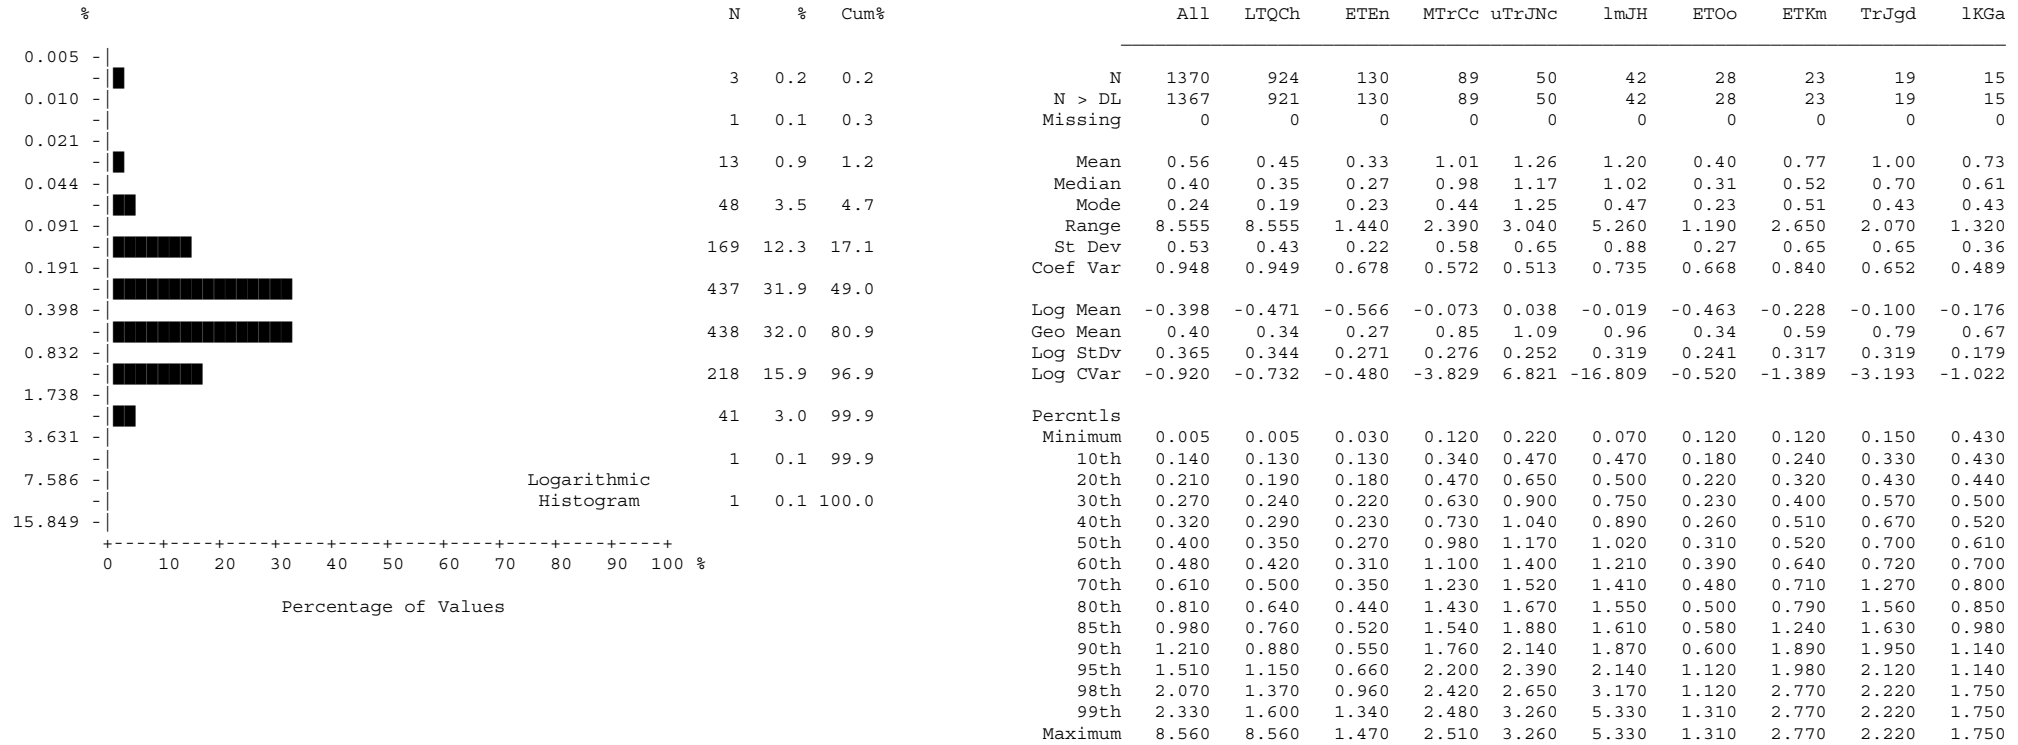 % N % Cum% All LTQCh ETEn MTrCc uTrJNc lmJH ETOo ETKm TrJgd lKGa
0.005 -
- 3 0.2 0.2 N 1370 924 130 89 50 42 28 23 19 15
0.010 - N > DL 1367 921 130 89 50 42 28 23 19 15
- 1 0.1 0.3 Missing 0 0 0 0 0 0 0 0 0 0
0.021 -
- 13 0.9 1.2 Mean 0.56 0.45 0.33 1.01 1.26 1.20 0.40 0.77 1.00 0.73
0.044 - Median 0.40 0.35 0.27 0.98 1.17 1.02 0.31 0.52 0.70 0.61
- 48 3.5 4.7 Mode 0.24 0.19 0.23 0.44 1.25 0.47 0.23 0.51 0.43 0.43
0.091 - Range 8.555 8.555 1.440 2.390 3.040 5.260 1.190 2.650 2.070 1.320
- 169 12.3 17.1 St Dev 0.53 0.43 0.22 0.58 0.65 0.88 0.27 0.65 0.65 0.36
0.191 - Coef Var 0.948 0.949 0.678 0.572 0.513 0.735 0.668 0.840 0.652 0.489
- 437 31.9 49.0
0.398 - Log Mean -0.398 -0.471 -0.566 -0.073 0.038 -0.019 -0.463 -0.228 -0.100 -0.176
- 438 32.0 80.9 Geo Mean 0.40 0.34 0.27 0.85 1.09 0.96 0.34 0.59 0.79 0.67
0.832 - Log StDv 0.365 0.344 0.271 0.276 0.252 0.319 0.241 0.317 0.319 0.179
- 218 15.9 96.9 Log CVar -0.920 -0.732 -0.480 -3.829 6.821 -16.809 -0.520 -1.389 -3.193 -1.022
1.738 -
- 41 3.0 99.9 Percntls
3.631 - Minimum 0.005 0.005 0.030 0.120 0.220 0.070 0.120 0.120 0.150 0.430
- 1 0.1 99.9 10th 0.140 0.130 0.130 0.340 0.470 0.470 0.180 0.240 0.330 0.430
7.586 - Logarithmic 20th 0.210 0.190 0.180 0.470 0.650 0.500 0.220 0.320 0.430 0.440
- Histogram 1 0.1 100.0 30th 0.270 0.240 0.220 0.630 0.900 0.750 0.230 0.400 0.570 0.500
15.849 - 40th 0.320 0.290 0.230 0.730 1.040 0.890 0.260 0.510 0.670 0.520
+----+----+----+----+----+----+----+----+----+----+ 50th 0.400 0.350 0.270 0.980 1.170 1.020 0.310 0.520 0.700 0.610
0 10 20 30 40 50 60 70 80 90 100 % 60th 0.480 0.420 0.310 1.100 1.400 1.210 0.390 0.640 0.720 0.700
70th 0.610 0.500 0.350 1.230 1.520 1.410 0.480 0.710 1.270 0.800
Percentage of Values 80th 0.810 0.640 0.440 1.430 1.670 1.550 0.500 0.790 1.560 0.850
85th 0.980 0.760 0.520 1.540 1.880 1.610 0.580 1.240 1.630 0.980
90th 1.210 0.880 0.550 1.760 2.140 1.870 0.600 1.890 1.950 1.140
95th 1.510 1.150 0.660 2.200 2.390 2.140 1.120 1.980 2.120 1.140
98th 2.070 1.370 0.960 2.420 2.650 3.170 1.120 2.770 2.220 1.750
99th 2.330 1.600 1.340 2.480 3.260 5.330 1.310 2.770 2.220 1.750
Maximum 8.560 8.560 1.470 2.510 3.260 5.330 1.310 2.770 2.220 1.750